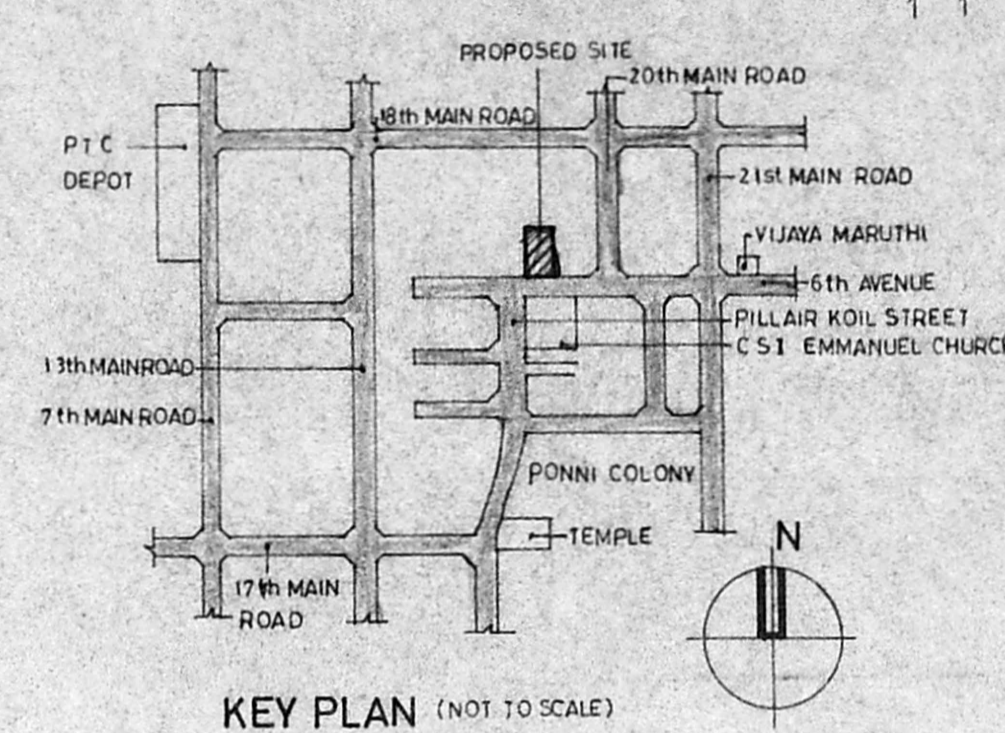 PROPOSED SITE
20th MAIN ROAD
18th MAIN ROAD
PTC
DEPOT
21st MAIN ROAD
VIJAYA MARUTHI
6th AVENUE
PILLAIR KOIL STREET
CSI EMMANUEL CHURCH
13th MAINROAD
7th MAIN ROAD
PONNI COLONY
TEMPLE
N
17th MAIN
ROAD
KEY PLAN (NOT TO SCALE)